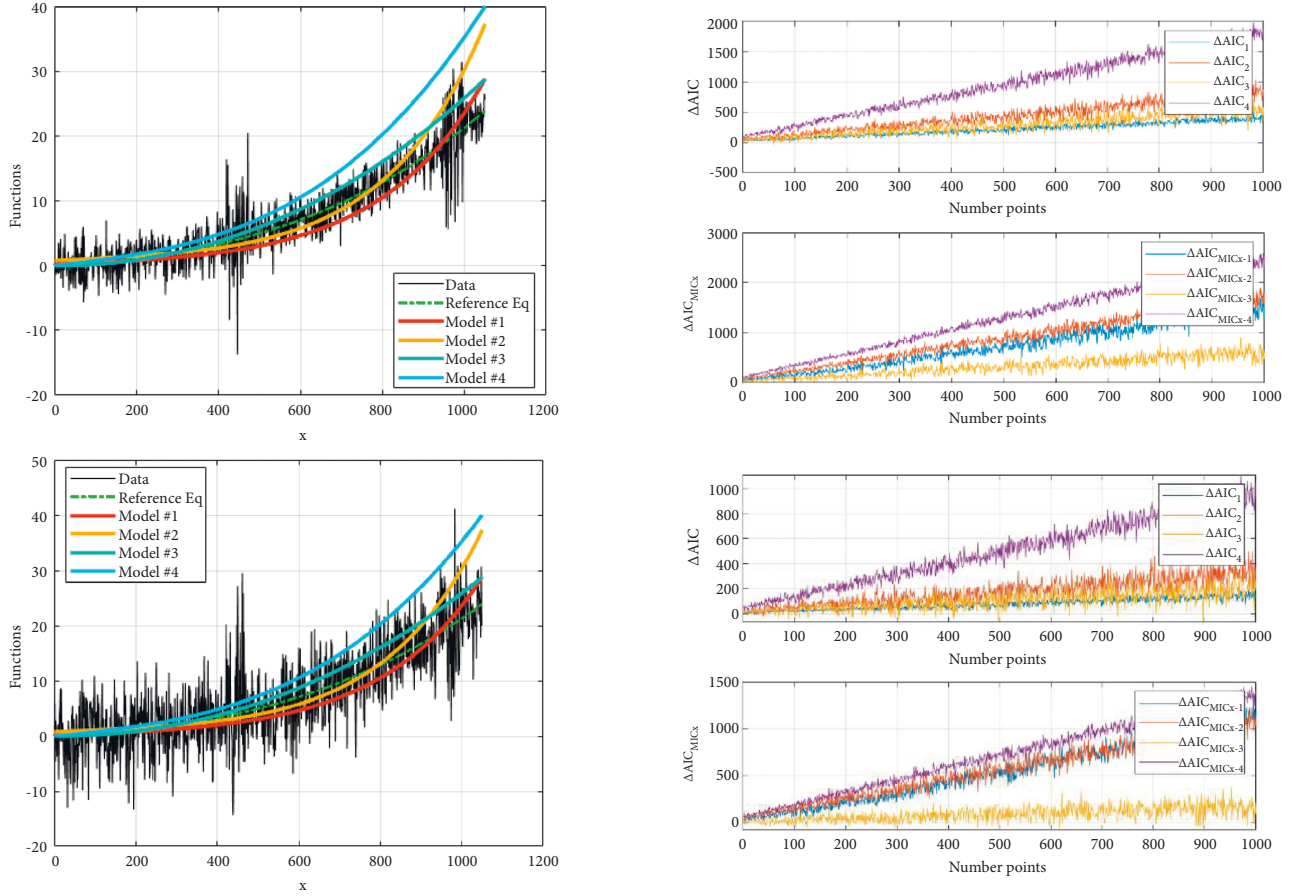 40
30
20
10
0
-10
-20
Functions
0 200 400 600 800 1000 1200
x
Data
Reference Eq
Model #1
Model #2
Model #3
Model #4
2000
1500
1000
500
0
-500
ΔAIC
0 100 200 300 400 500 600 700 800 900 1000
Number points
ΔAIC1
ΔAIC2
ΔAIC3
ΔAIC4
3000
2000
1000
0
ΔAICMICx
0 100 200 300 400 500 600 700 800 900 1000
Number points
ΔAICMICx-1
ΔAICMICx-2
ΔAICMICx-3
ΔAICMICx-4
50
40
30
20
10
0
-10
-20
Functions
0 200 400 600 800 1000 1200
x
Data
Reference Eq
Model #1
Model #2
Model #3
Model #4
1000
800
600
400
200
0
ΔAIC
0 100 200 300 400 500 600 700 800 900 1000
Number points
ΔAIC1
ΔAIC2
ΔAIC3
ΔAIC4
1500
1000
500
0
ΔAICMICx
0 100 200 300 400 500 600 700 800 900 1000
Number points
ΔAICMICx-1
ΔAICMICx-2
ΔAICMICx-3
ΔAICMICx-4